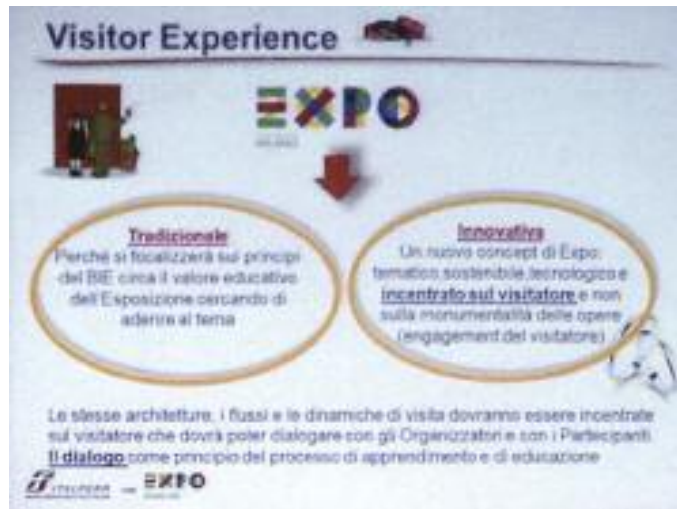 Visitor Experience
EXPO
Tradizionale
Perché si focalizzerà sui principi
del BIE circa il valore educativo
dell'Esposizione cercando di
aderire al tema
Innovativa
Un nuovo concept di Expo:
tematico, sostenibile, tecnologico e
incentrato sul visitatore e non
sulla monumentalità delle opere
(engagement del visitatore)
Le stesse architetture, i flussi e le dinamiche di visita dovranno essere incentrate
sul visitatore che dovrà poter dialogare con gli Organizzatori e con i Partecipanti.
Il dialogo come principio del processo di apprendimento e di educazione
ITALFERR
EXPO